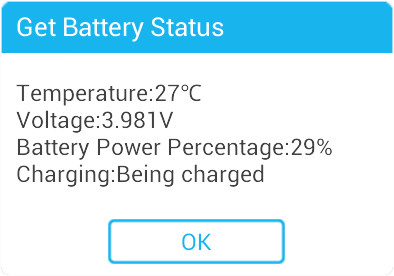 Get Battery Status
Temperature:27℃
Voltage:3.981V
Battery Power Percentage:29%
Charging:Being charged
OK